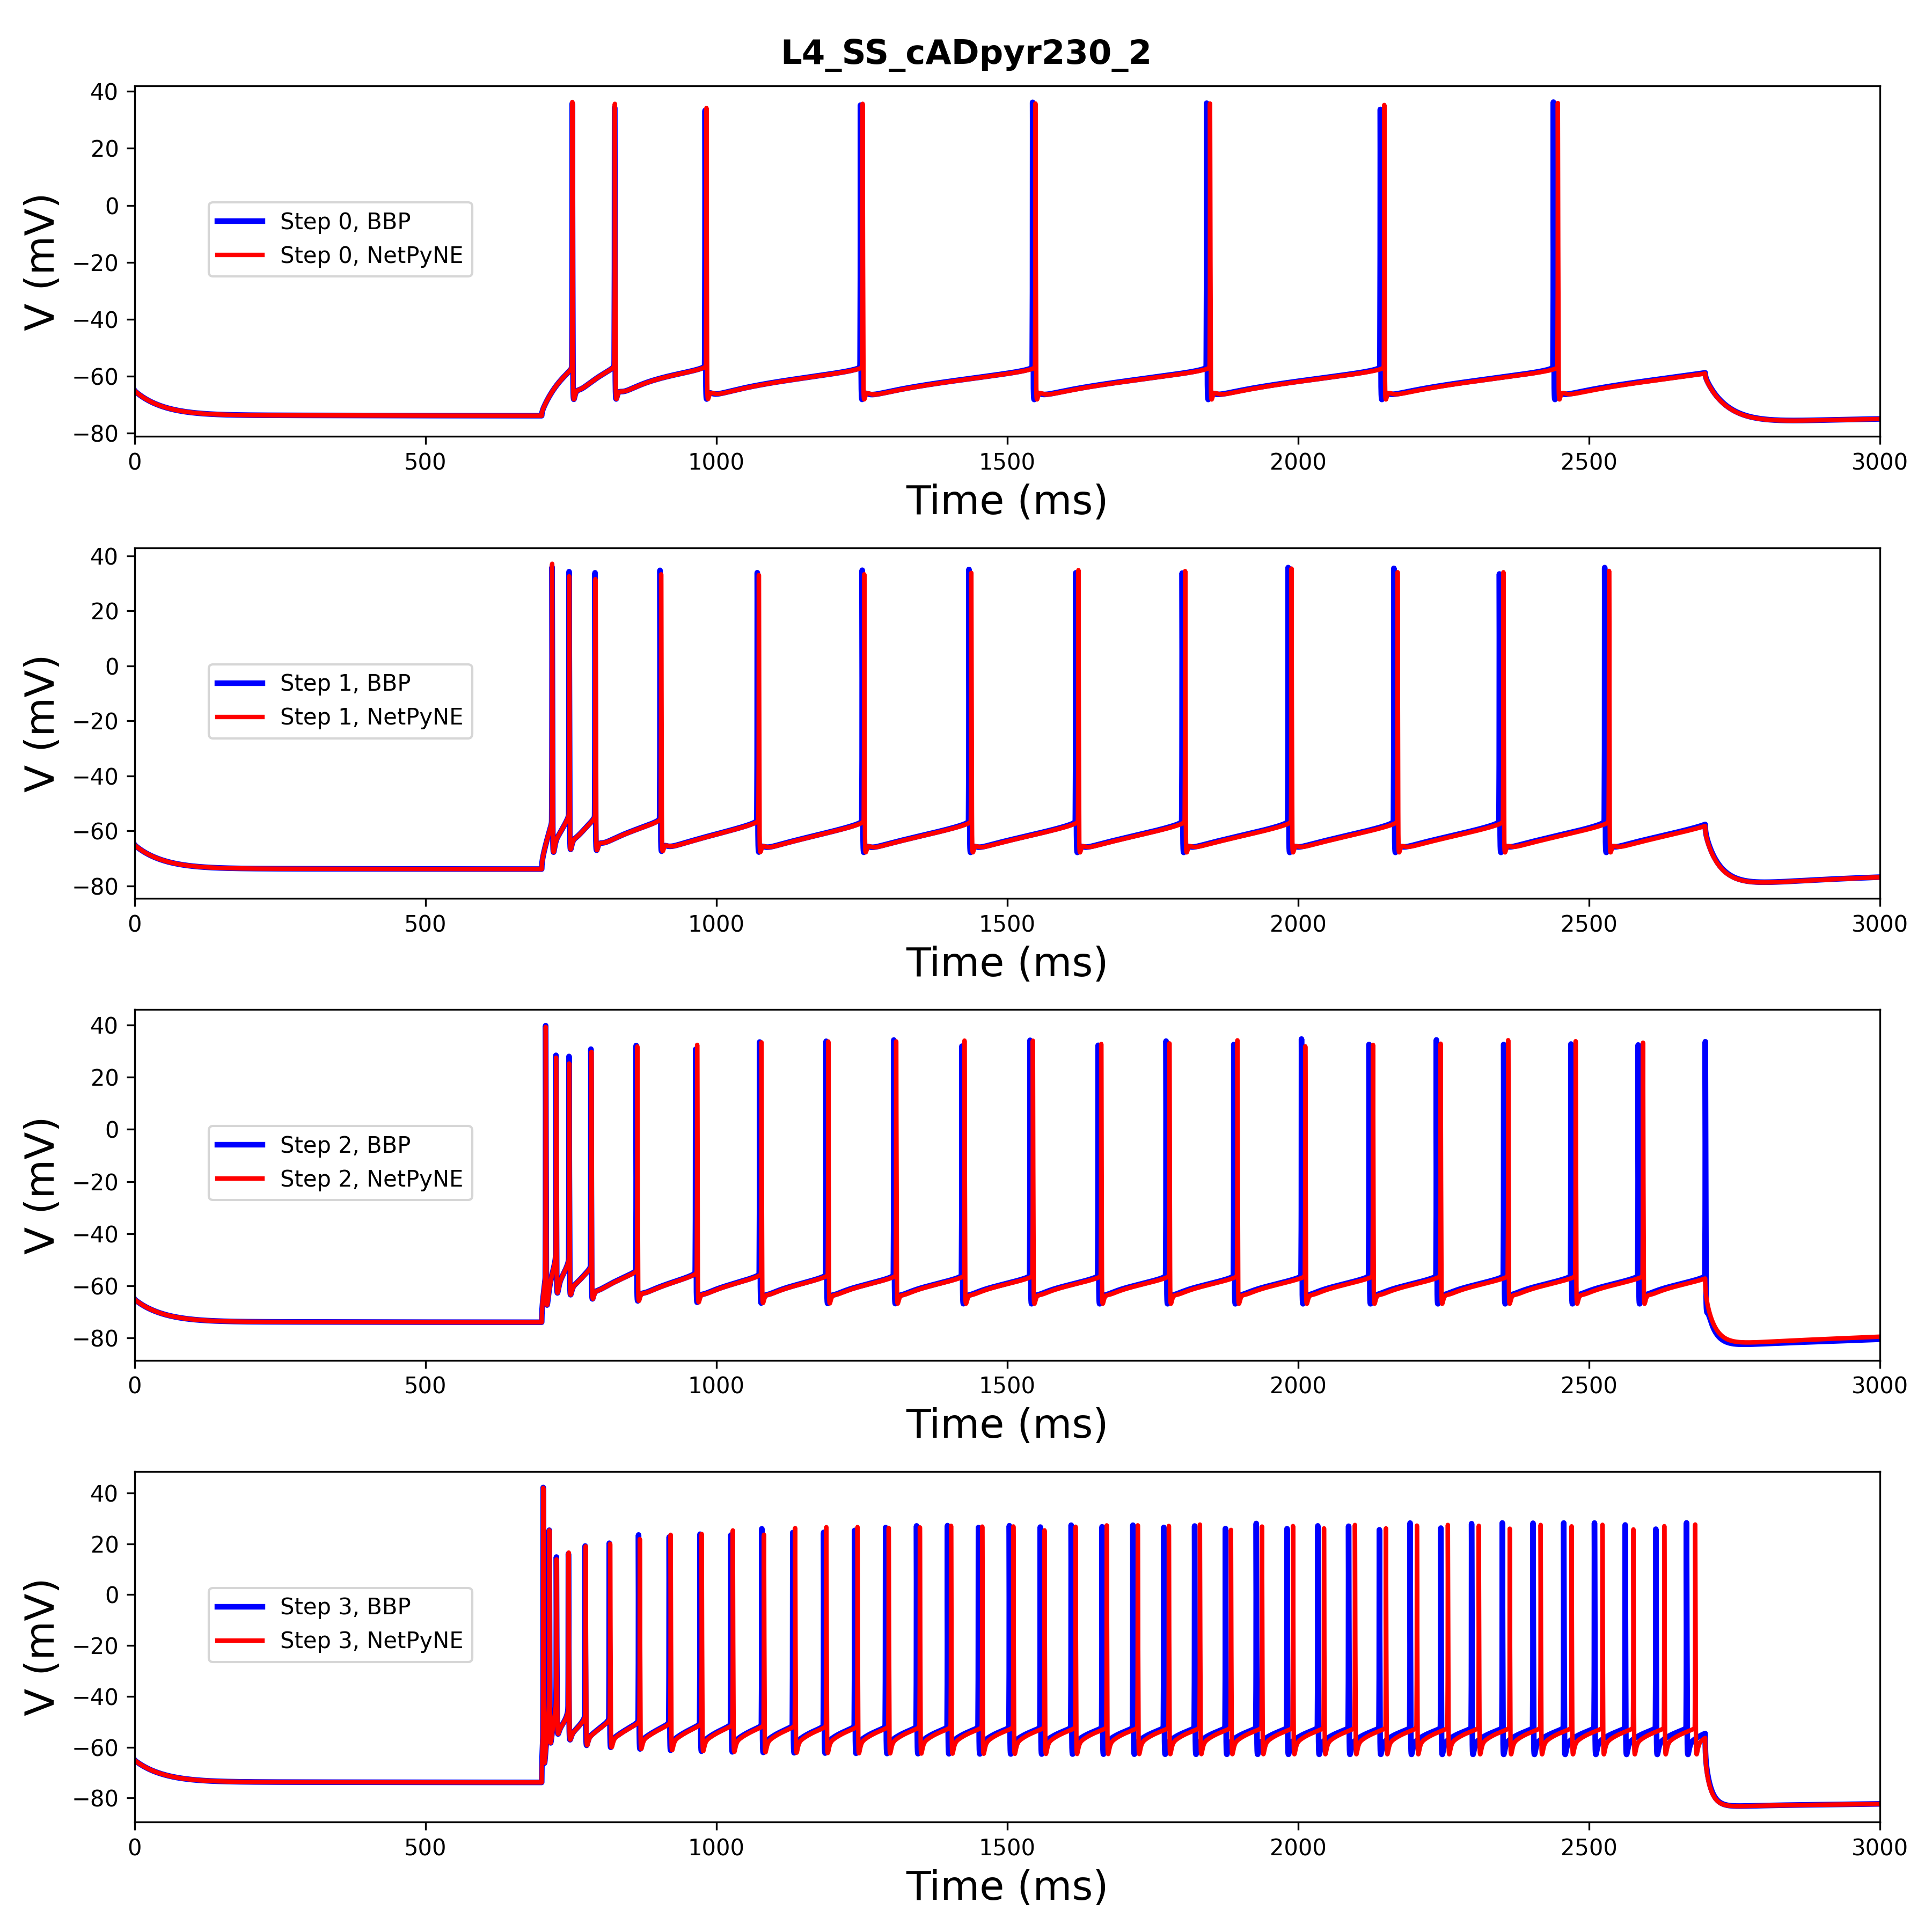 L4_SS_cADpyr230_2
40
20
0
−20
−40
−60
−80
V (mV)
Step 0, BBP
Step 0, NetPyNE
0 500 1000 1500 2000 2500 3000
Time (ms)
40
20
0
−20
−40
−60
−80
V (mV)
Step 1, BBP
Step 1, NetPyNE
0 500 1000 1500 2000 2500 3000
Time (ms)
40
20
0
−20
−40
−60
−80
V (mV)
Step 2, BBP
Step 2, NetPyNE
0 500 1000 1500 2000 2500 3000
Time (ms)
40
20
0
−20
−40
−60
−80
V (mV)
Step 3, BBP
Step 3, NetPyNE
0 500 1000 1500 2000 2500 3000
Time (ms)